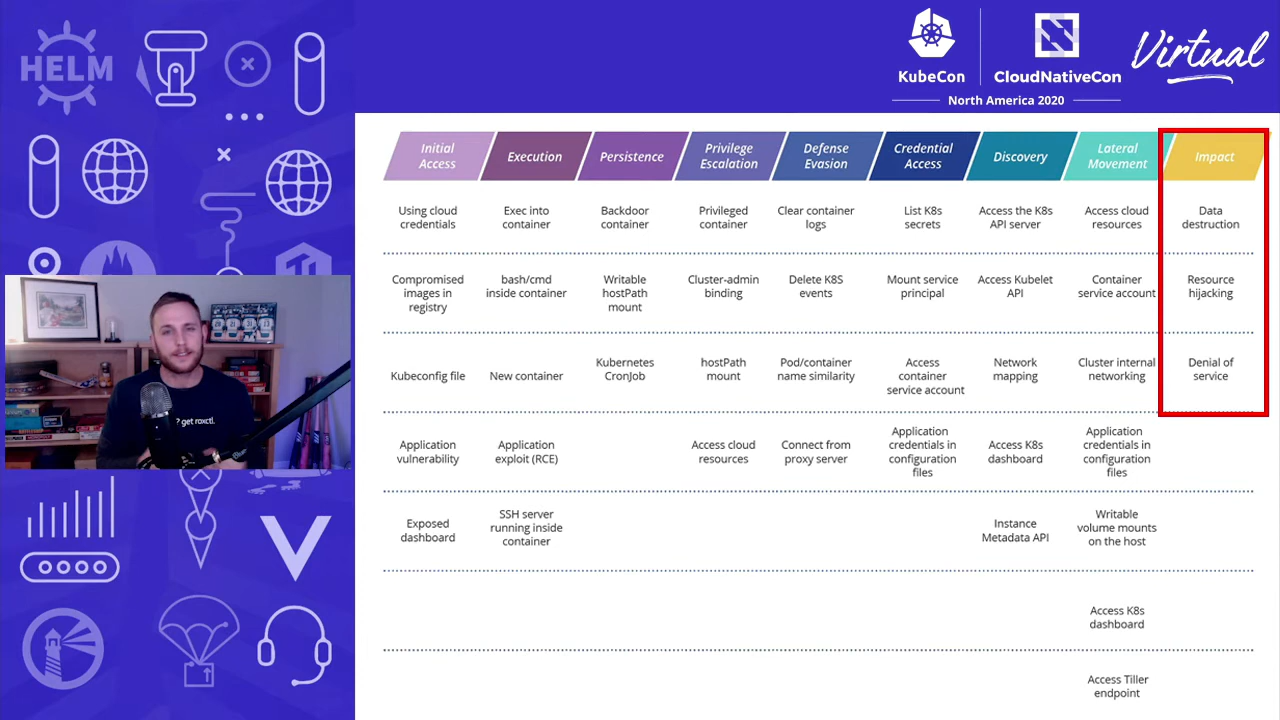 HELM
KubeCon
CloudNativeCon
Virtual
North America 2020
? get roxctl.
Initial
Access
Execution
Persistence
Privilege
Escalation
Defense
Evasion
Credential
Access
Discovery
Lateral
Movement
Impact
Using cloud
credentials
Exec into
container
Backdoor
container
Privileged
container
Clear container
logs
List K8s
secrets
Access the K8s
API server
Access cloud
resources
Data
destruction
Compromised
images in
registry
bash/cmd
inside container
Writable
hostPath
mount
Cluster-admin
binding
Delete K8S
events
Mount service
principal
Access Kubelet
API
Container
service account
Resource
hijacking
Kubeconfig file
New container
Kubernetes
CronJob
hostPath
mount
Pod/container
name similarity
Access
container
service account
Network
mapping
Cluster internal
networking
Denial of
service
Application
vulnerability
Application
exploit (RCE)
Access cloud
resources
Connect from
proxy server
Application
credentials in
configuration
files
Access K8s
dashboard
Application
credentials in
configuration
files
Exposed
dashboard
SSH server
running inside
container
Instance
Metadata API
Writable
volume mounts
on the host
Access K8s
dashboard
Access Tiller
endpoint